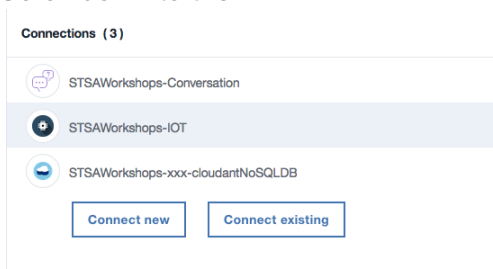 Connections (3)
STSAWorkshops-Conversation
STSAWorkshops-IOT
STSAWorkshops-xxx-cloudantNoSQLDB
Connect new
Connect existing